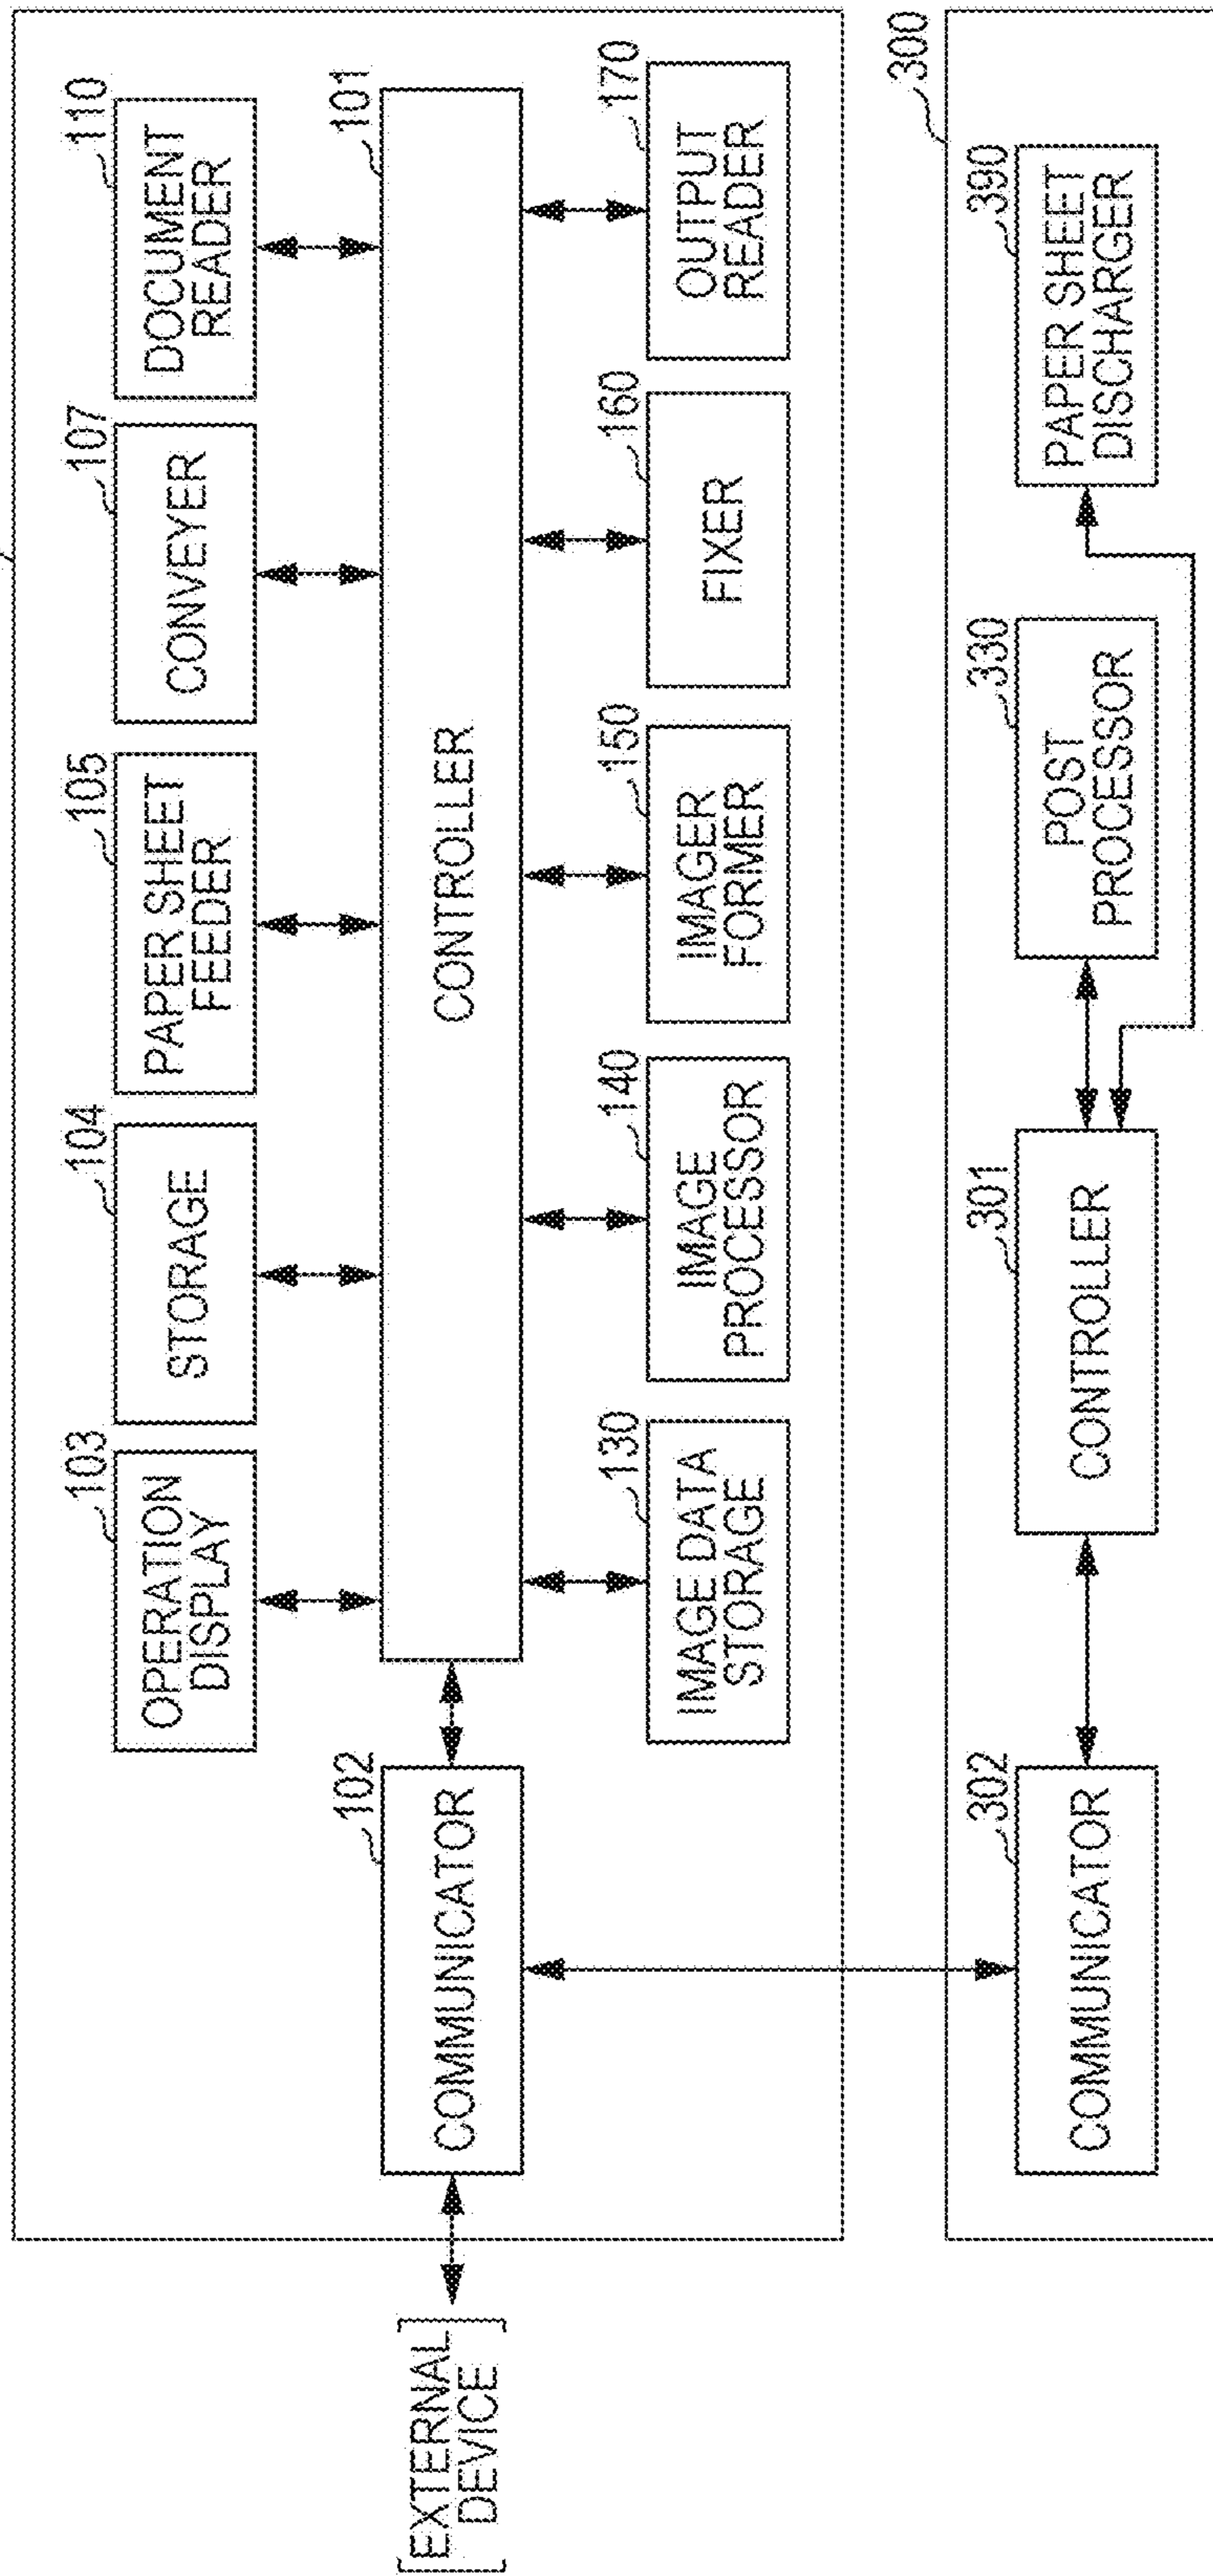 103
OPERATION
DISPLAY
104
STORAGE
105
PAPER SHEET
FEEDER
107
CONVEYER
110
DOCUMENT
READER
[EXTERNAL
DEVICE]
102
COMMUNICATOR
101
CONTROLLER
130
IMAGE DATA
STORAGE
140
IMAGE
PROCESSOR
150
IMAGER
FORMER
160
FIXER
170
OUTPUT
READER
300
302
COMMUNICATOR
301
CONTROLLER
330
POST
PROCESSOR
390
PAPER SHEET
DISCHARGER